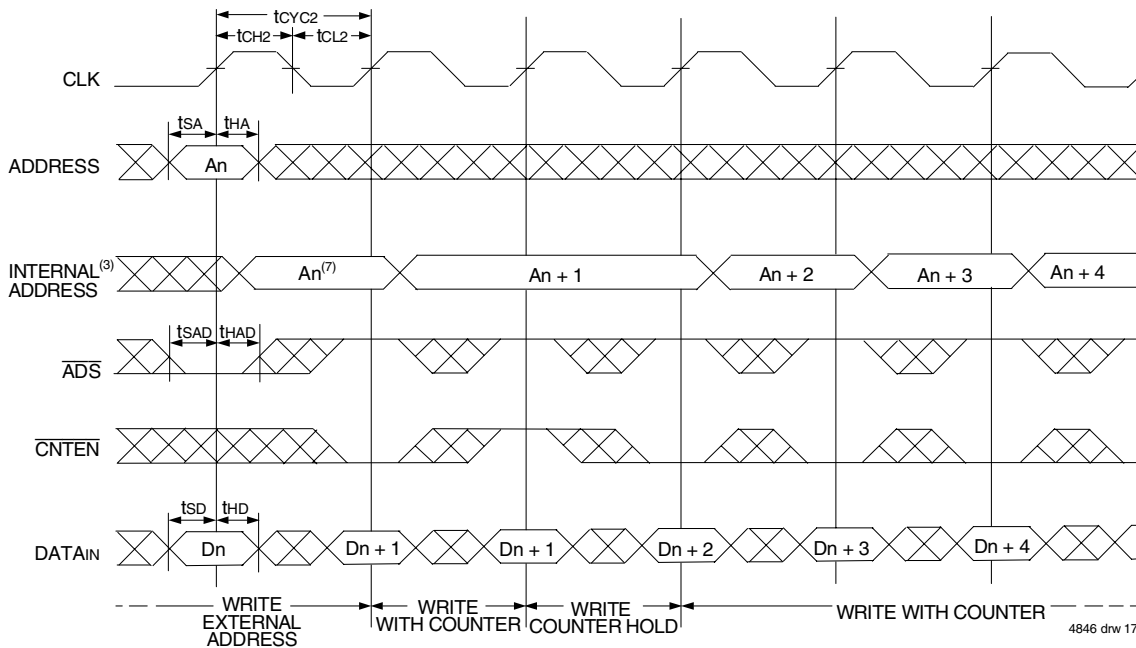 tCYC2
tCH2 tCL2
CLK
tSA tHA
ADDRESS An
INTERNAL(3)
ADDRESS
An(7) An + 1 An + 2 An + 3 An + 4
tSAD tHAD
ADS
CNTEN
tSD tHD
DATAIN Dn Dn + 1 Dn + 1 Dn + 2 Dn + 3 Dn + 4
WRITE
EXTERNAL
ADDRESS
WRITE
WITH COUNTER
WRITE
COUNTER HOLD
WRITE WITH COUNTER
4846 drw 17